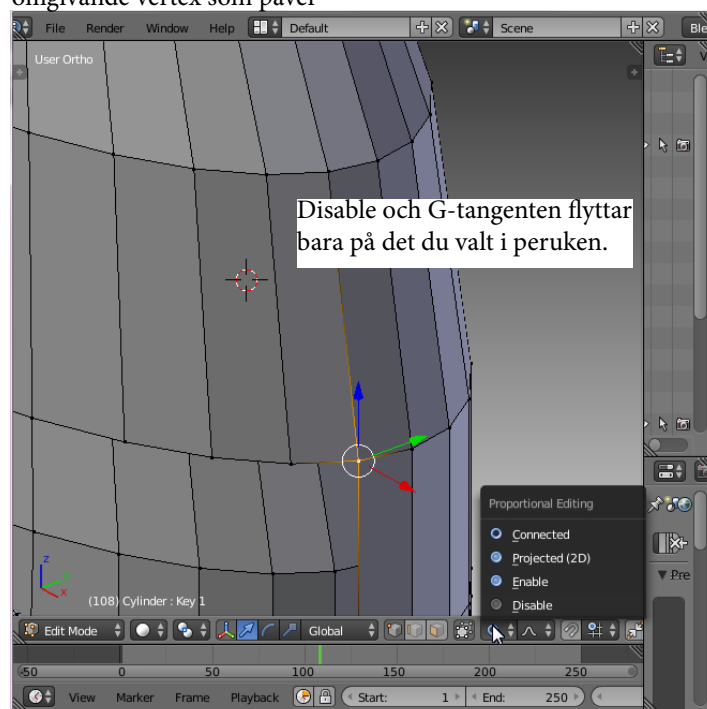 omgivande vertex som påver
File Render Window Help Default Scene Ble
User Ortho
V
Disable och G-tangenten flyttar
bara på det du valt i peruken.
Proportional Editing
Connected
Projected (2D)
Enable
Disable
Pre
z
y
x
(108) Cylinder : Key 1
Edit Mode Global
-50 0 50 100 150 200 250
View Marker Frame Playback Start: 1 End: 250